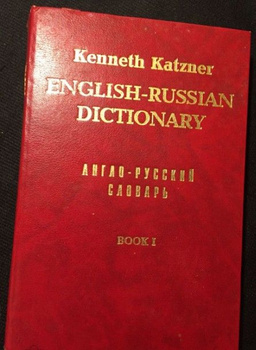 Kenneth Katzner
ENGLISH-RUSSIAN
DICTIONARY
АНГЛО-РУССКИЙ
СЛОВАРЬ
BOOK I